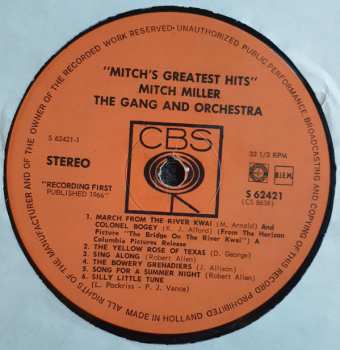 ALL RIGHTS OF THE MANUFACTURER AND OF THE OWNER OF THE RECORDED WORK RESERVED - UNAUTHORIZED PUBLIC PERFORMANCE BROADCASTING AND COPYING OF THIS RECORD PROHIBITED
"MITCH'S GREATEST HITS"
MITCH MILLER
THE GANG AND ORCHESTRA
S 62421-1
CBS
STEREO
33 1/3 RPM
B.I.E.M.
"RECORDING FIRST
PUBLISHED 1966"
S 62421
(CS 8638)
1. MARCH FROM THE RIVER KWAI (M. Arnold) And
COLONEL BOGEY (K. J. Alford) (From The Horizon
Picture "The Bridge On The River Kwai") A
Columbia Pictures Release
2. THE YELLOW ROSE OF TEXAS (D. George)
3. SING ALONG (Robert Allen)
4. THE BOWERY GRENADIERS (J. Allison)
5. SONG FOR A SUMMER NIGHT (Robert Allen)
6. SILLY LITTLE TUNE
(L. Pockriss - P. J. Vance)
MADE IN HOLLAND